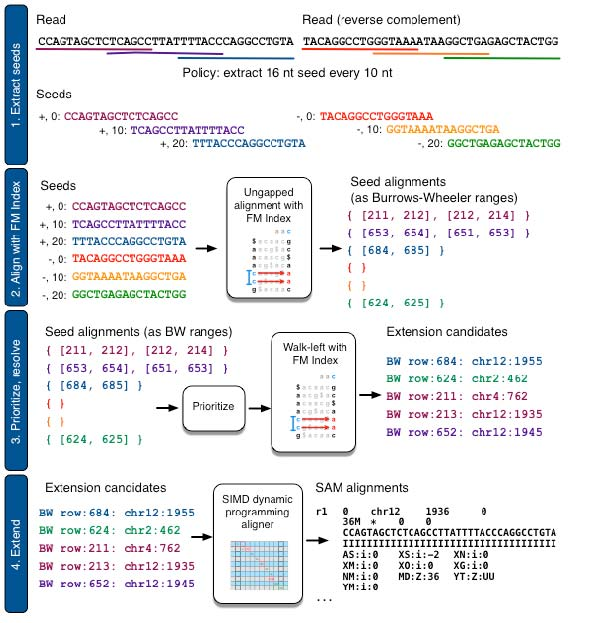 1. Extract seeds
Read
Read (reverse complement)
CCAGTAGCTCTCAGCCTTATTTTACCCAGGCCTGTA
TACAGGCCTGGGTAAAATAAGGCTGAGAGCTACTGG
Policy: extract 16 nt seed every 10 nt
Seeds
+, 0: CCAGTAGCTCTCAGCC
+, 10: TCAGCCTTATTTTACC
+, 20: TTTACCCAGGCCTGTA
-, 0: TACAGGCCTGGGTAAA
-, 10: GGTAAAATAAGGCTGA
-, 20: GGCTGAGAGCTACTGG
2. Align with FM Index
Seeds
+, 0: CCAGTAGCTCTCAGCC
+, 10: TCAGCCTTATTTTACC
+, 20: TTTACCCAGGCCTGTA
-, 0: TACAGGCCTGGGTAAA
-, 10: GGTAAAATAAGGCTGA
-, 20: GGCTGAGAGCTACTGG
Ungapped
alignment with
FM Index
a a c
$ a c a a c g
a a c g $ a c
a c a a c g $
a c g $ a c a
c a a c g $ a
c g $ a c a a
g $ a c a a c
Seed alignments
(as Burrows-Wheeler ranges)
{ [211, 212], [212, 214] }
{ [653, 654], [651, 653] }
{ [684, 685] }
{ }
{ }
{ [624, 625] }
3. Prioritize, resolve
Seed alignments (as BW ranges)
{ [211, 212], [212, 214] }
{ [653, 654], [651, 653] }
{ [684, 685] }
{ }
{ }
{ [624, 625] }
Prioritize
Walk-left with
FM Index
a a c
$ a c a a c g
a a c g $ a c
a c a a c g $
a c g $ a c a
c a a c g $ a
c g $ a c a a
g $ a c a a c
Extension candidates
BW row:684: chr12:1955
BW row:624: chr2:462
BW row:211: chr4:762
BW row:213: chr12:1935
BW row:652: chr12:1945
4. Extend
Extension candidates
BW row:684: chr12:1955
BW row:624: chr2:462
BW row:211: chr4:762
BW row:213: chr12:1935
BW row:652: chr12:1945
SIMD dynamic
programming
aligner
SAM alignments
r1 0 chr12 1936 0
36M * 0 0
CCAGTAGCTCTCAGCCTTATTTTACCCAGGCCTGTA
IIIIIIIIIIIIIIIIIIIIIIIIIIIIIIIIIIII
AS:i:0 XS:i:-2 XN:i:0
XM:i:0 XO:i:0 XG:i:0
NM:i:0 MD:Z:36 YT:Z:UU
YM:i:0
...